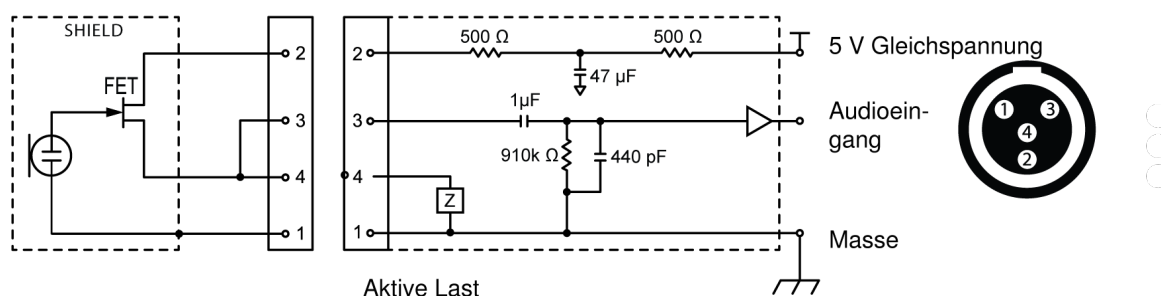 SHIELD
FET
2
3
4
1
2
3
4
1
500 Ω
500 Ω
47 µF
1µF
910k Ω
440 pF
Z
5 V Gleichspannung
Audioein-
gang
Masse
Aktive Last
1
3
4
2